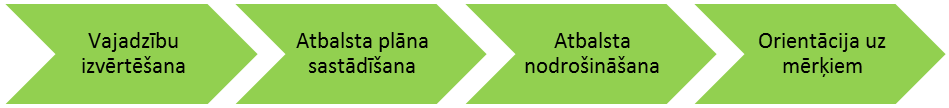 Vajadzību
izvērtēšana
Atbalsta plāna
sastādīšana
Atbalsta
nodrošināšana
Orientācija uz
mērķiem